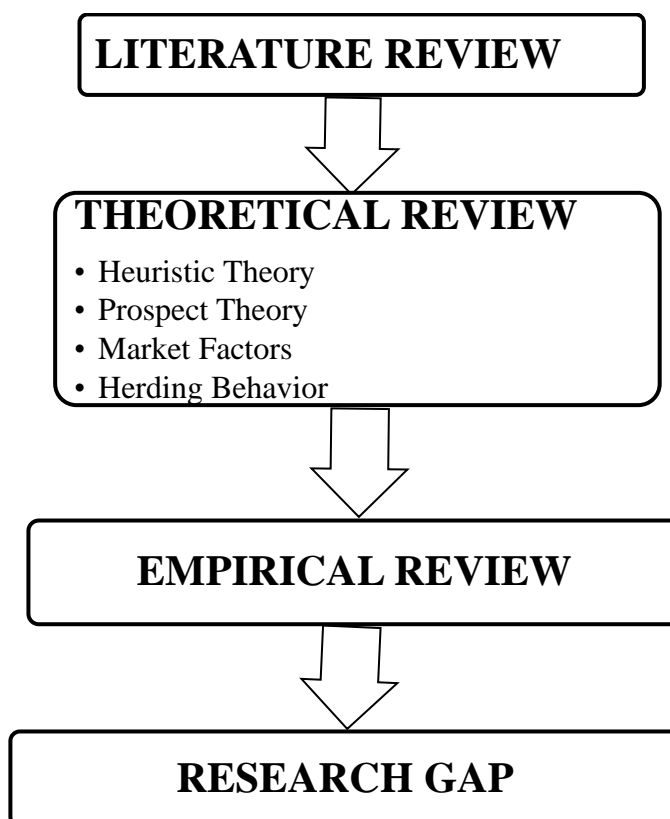 LITERATURE REVIEW
THEORETICAL REVIEW
• Heuristic Theory
• Prospect Theory
• Market Factors
• Herding Behavior
EMPIRICAL REVIEW
RESEARCH GAP